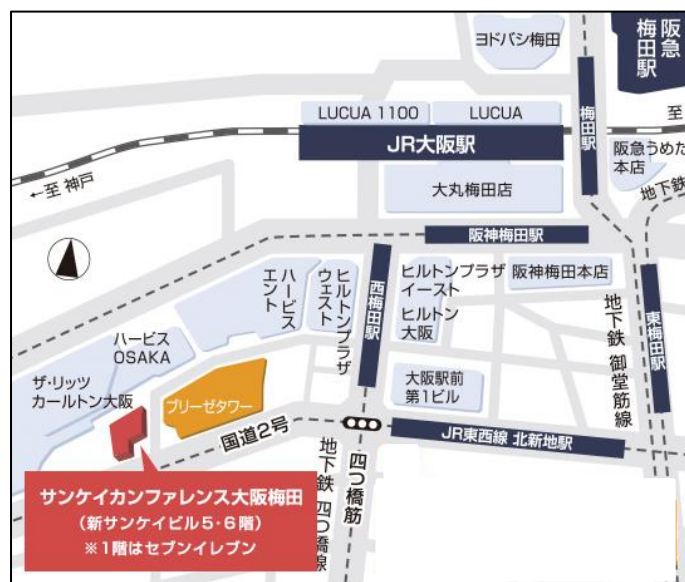 ヨドバシ梅田
阪急
梅田駅
梅田駅
LUCUA 1100
LUCUA
JR大阪駅
至
←至 神戸
大丸梅田店
阪急うめだ
本店
地下鉄
阪神梅田駅
ハービス
エント
ヒルトンプラザ
ウェスト
西梅田駅
ヒルトンプラザ
イースト
ヒルトン
大阪
阪神梅田本店
地下鉄 御堂筋線
東梅田駅
ハービス
OSAKA
ザ・リッツ
カールトン大阪
ブリーゼタワー
大阪駅前
第1ビル
国道2号
JR東西線 北新地駅
地下鉄 四つ橋線
四つ橋筋
サンケイカンファレンス大阪梅田
（新サンケイビル5・6階）
※1階はセブンイレブン